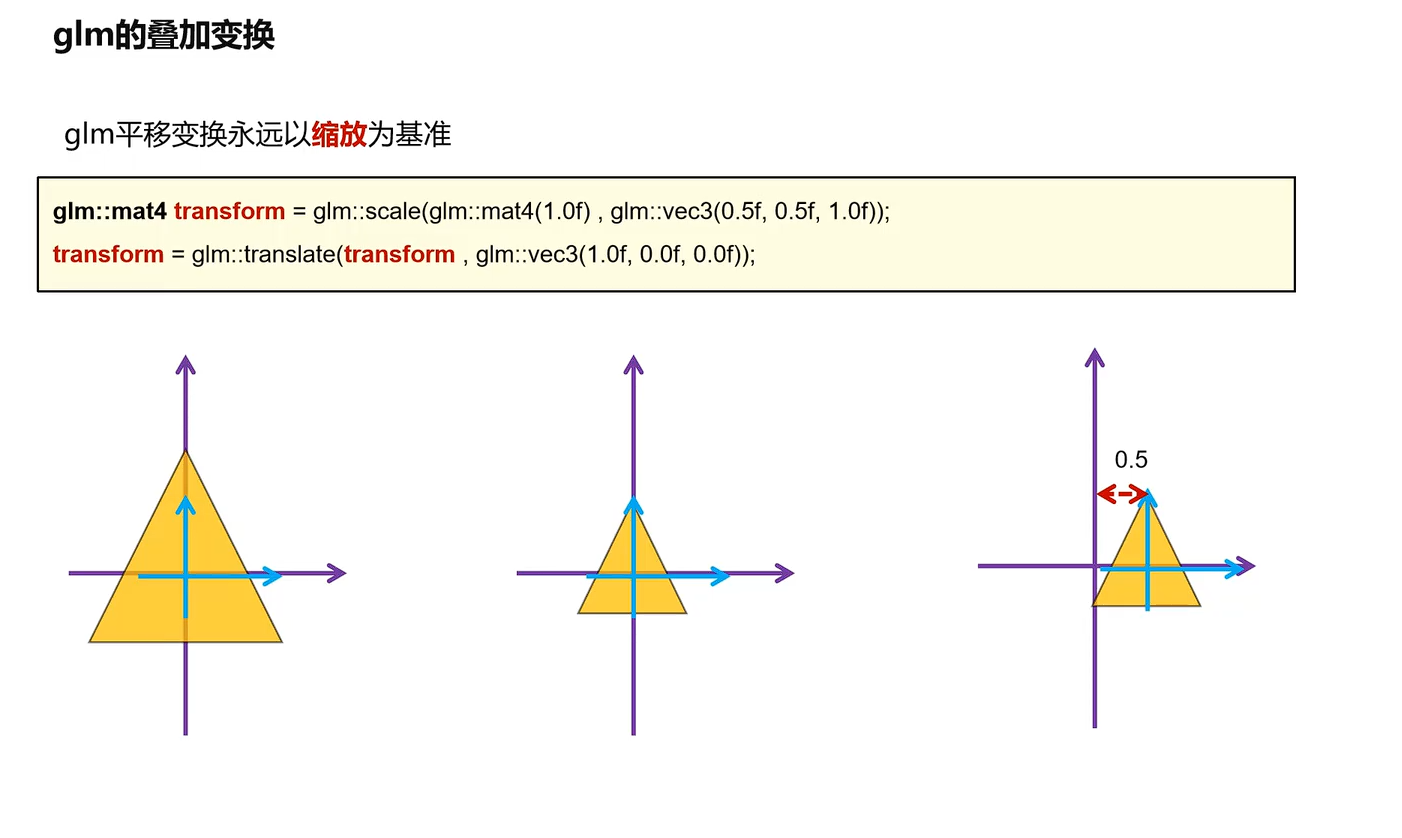 glm的叠加变换
glm平移变换永远以缩放为基准
glm::mat4 transform = glm::scale(glm::mat4(1.0f) , glm::vec3(0.5f, 0.5f, 1.0f));
transform = glm::translate(transform , glm::vec3(1.0f, 0.0f, 0.0f));
0.5